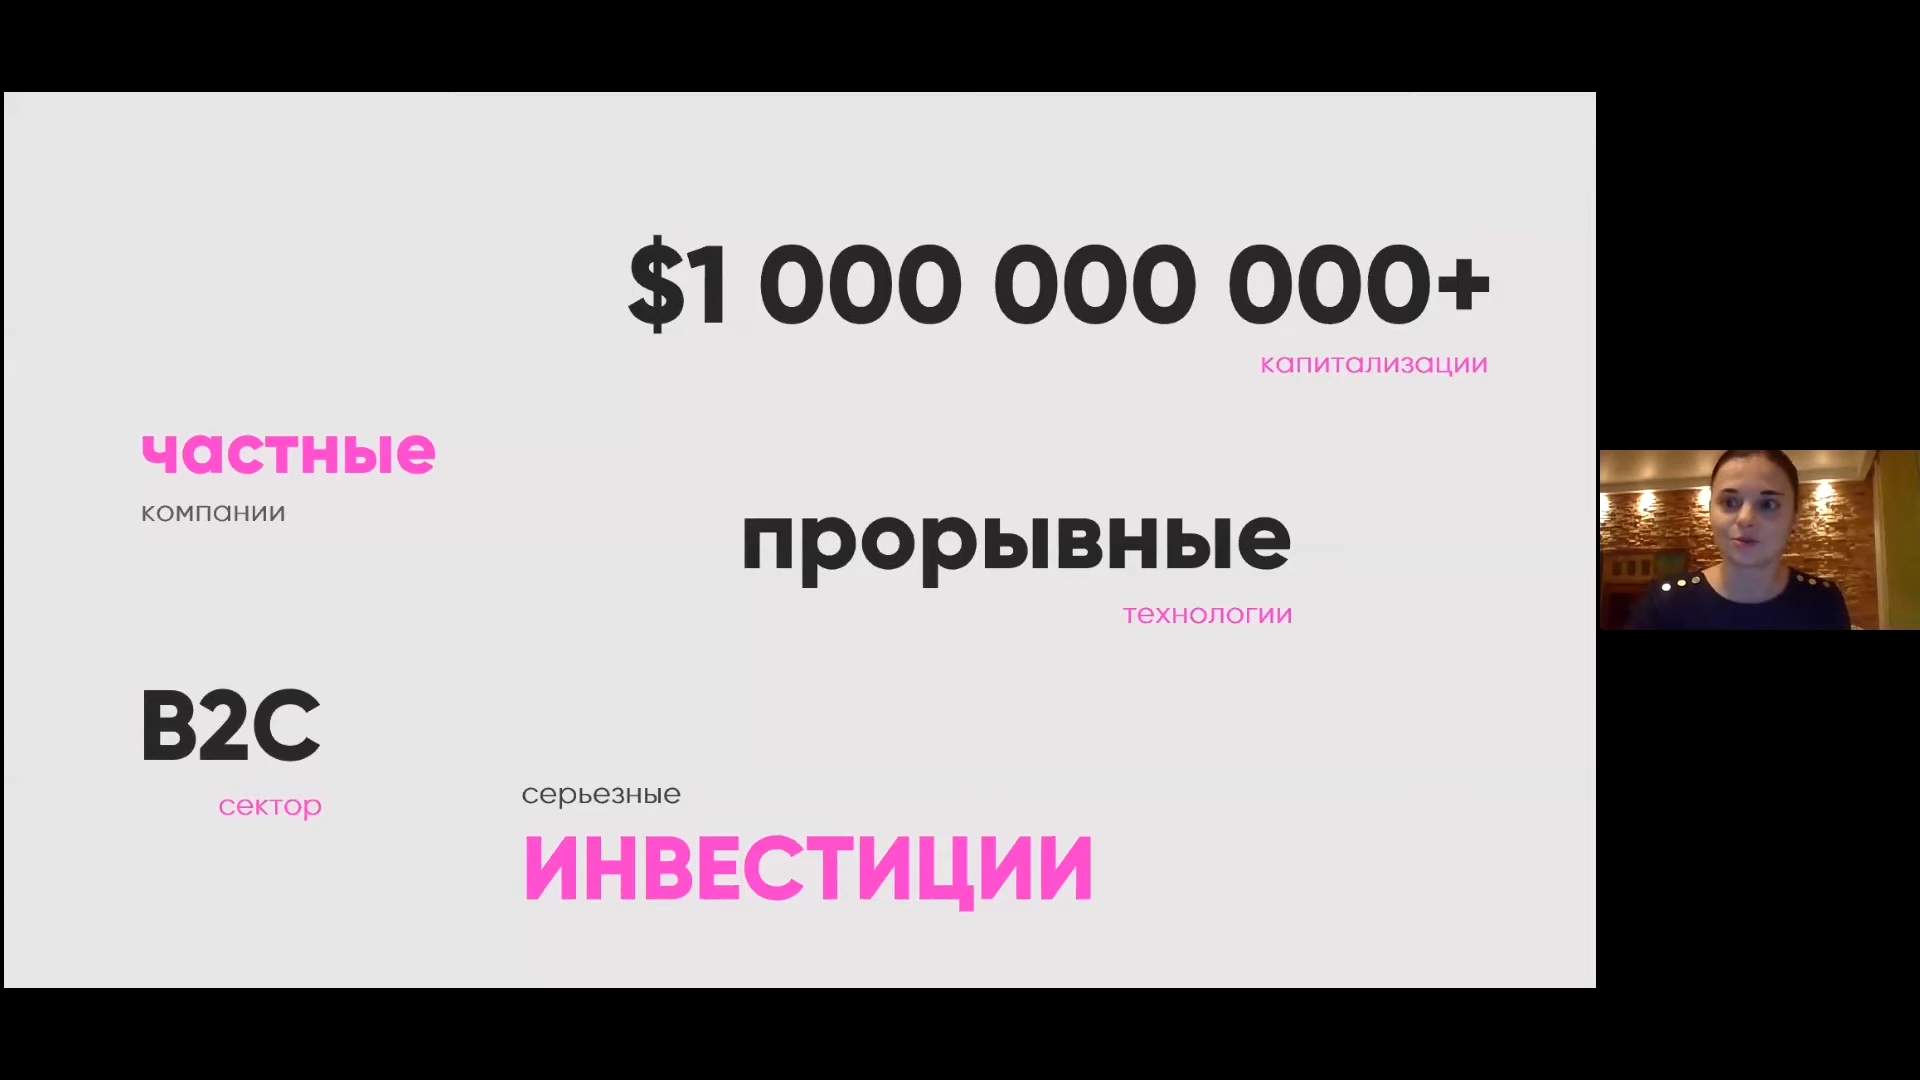 $1 000 000 000+
капитализации
частные
компании
прорывные
технологии
B2C
сектор
серьезные
ИНВЕСТИЦИИ